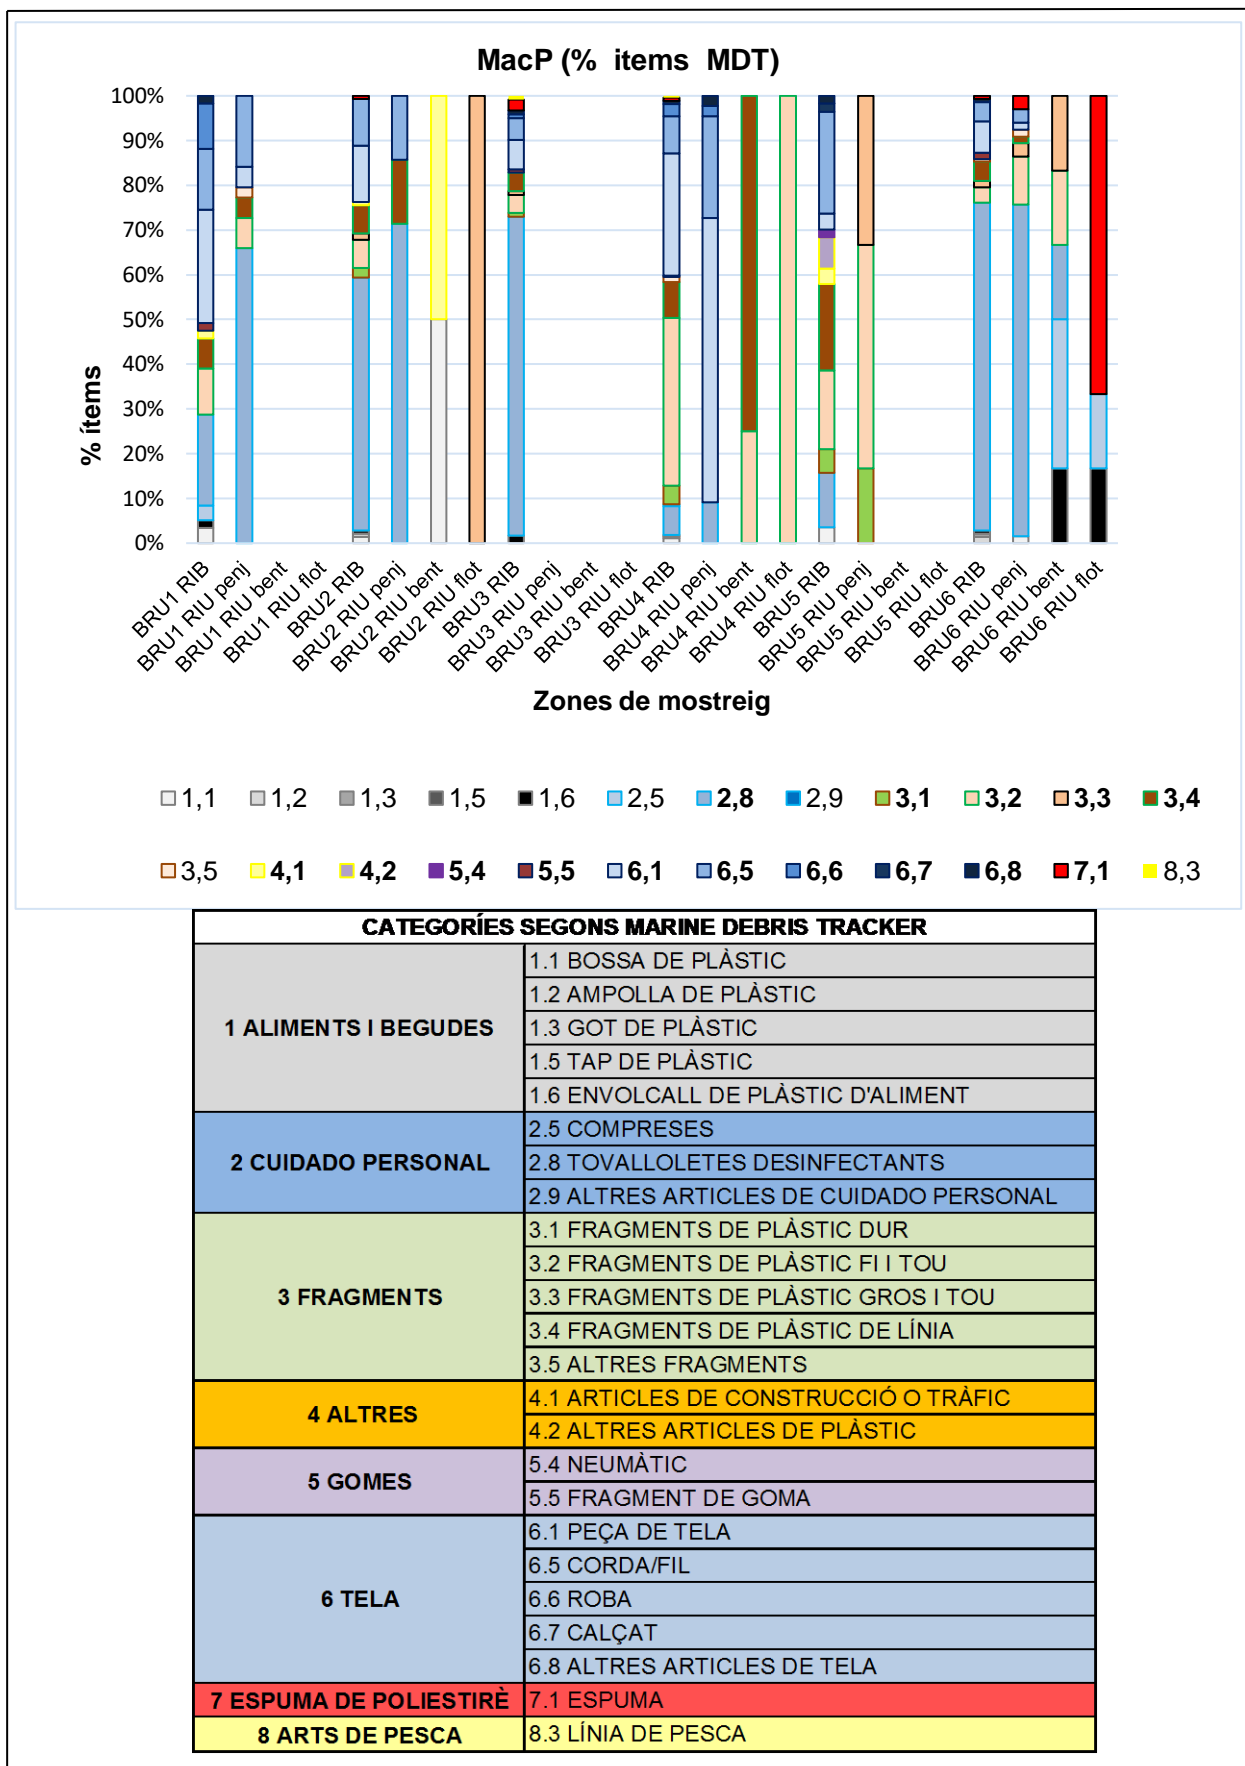 MacP (% ítems MDT)
100%
90%
80%
70%
60%
50%
40%
30%
20%
10%
0%
% ítems
BRU1 RIB
BRU1 RIU penj
BRU1 RIU bent
BRU1 RIU flot
BRU2 RIB
BRU2 RIU penj
BRU2 RIU bent
BRU2 RIU flot
BRU3 RIB
BRU3 RIU penj
BRU3 RIU bent
BRU3 RIU flot
BRU4 RIB
BRU4 RIU penj
BRU4 RIU bent
BRU4 RIU flot
BRU5 RIB
BRU5 RIU penj
BRU5 RIU bent
BRU5 RIU flot
BRU6 RIB
BRU6 RIU penj
BRU6 RIU bent
BRU6 RIU flot
Zones de mostreig
1,1 1,2 1,3 1,5 1,6 2,5 2,8 2,9 3,1 3,2 3,3 3,4
3,5 4,1 4,2 5,4 5,5 6,1 6,5 6,6 6,7 6,8 7,1 8,3
CATEGORÍES SEGONS MARINE DEBRIS TRACKER
1 ALIMENTS I BEGUDES
1.1 BOSSA DE PLÀSTIC
1.2 AMPOLLA DE PLÀSTIC
1.3 GOT DE PLÀSTIC
1.5 TAP DE PLÀSTIC
1.6 ENVOLCALL DE PLÀSTIC D'ALIMENT
2 CUIDADO PERSONAL
2.5 COMPRESES
2.8 TOVALLOLETES DESINFECTANTS
2.9 ALTRES ARTICLES DE CUIDADO PERSONAL
3 FRAGMENTS
3.1 FRAGMENTS DE PLÀSTIC DUR
3.2 FRAGMENTS DE PLÀSTIC FI I TOU
3.3 FRAGMENTS DE PLÀSTIC GROS I TOU
3.4 FRAGMENTS DE PLÀSTIC DE LÍNIA
3.5 ALTRES FRAGMENTS
4 ALTRES
4.1 ARTICLES DE CONSTRUCCIÓ O TRÀFIC
4.2 ALTRES ARTICLES DE PLÀSTIC
5 GOMES
5.4 NEUMÀTIC
5.5 FRAGMENT DE GOMA
6 TELA
6.1 PEÇA DE TELA
6.5 CORDA/FIL
6.6 ROBA
6.7 CALÇAT
6.8 ALTRES ARTICLES DE TELA
7 ESPUMA DE POLIESTIRÈ
7.1 ESPUMA
8 ARTS DE PESCA
8.3 LÍNIA DE PESCA